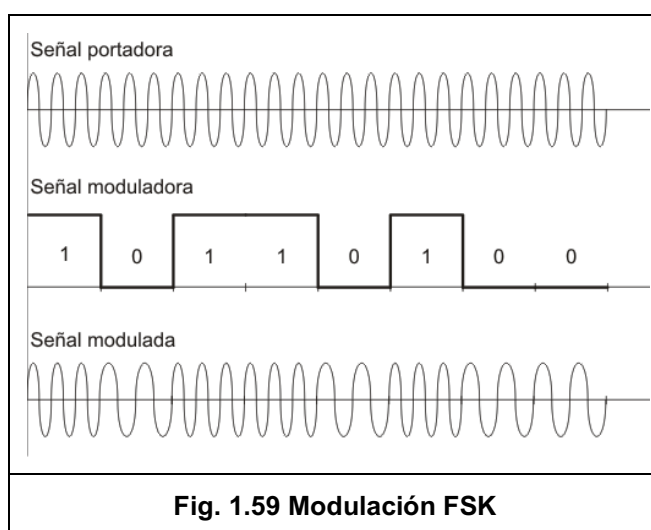 Señal portadora
Señal moduladora
1 0 1 1 0 1 0 0
Señal modulada
Fig. 1.59 Modulación FSK